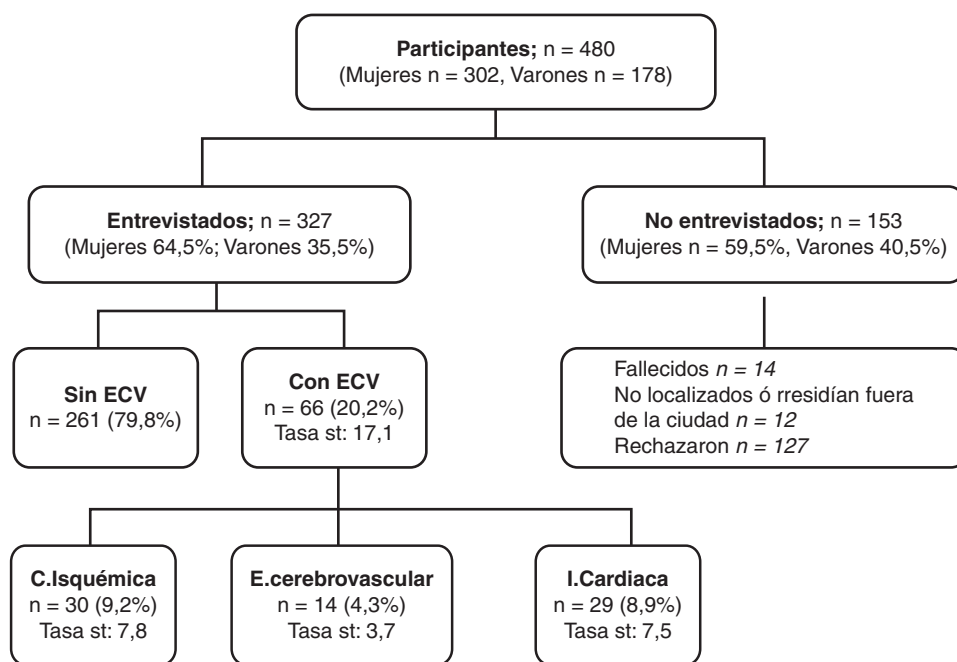 Participantes; n = 480
(Mujeres n = 302, Varones n = 178)
Entrevistados; n = 327
(Mujeres 64,5%; Varones 35,5%)
No entrevistados; n = 153
(Mujeres n = 59,5%, Varones 40,5%)
Sin ECV
n = 261 (79,8%)
Con ECV
n = 66 (20,2%)
Tasa st: 17,1
Fallecidos n = 14
No localizados ó rresidían fuera
de la ciudad n = 12
Rechazaron n = 127
C.Isquémica
n = 30 (9,2%)
Tasa st: 7,8
E.cerebrovascular
n = 14 (4,3%)
Tasa st: 3,7
I.Cardiaca
n = 29 (8,9%)
Tasa st: 7,5